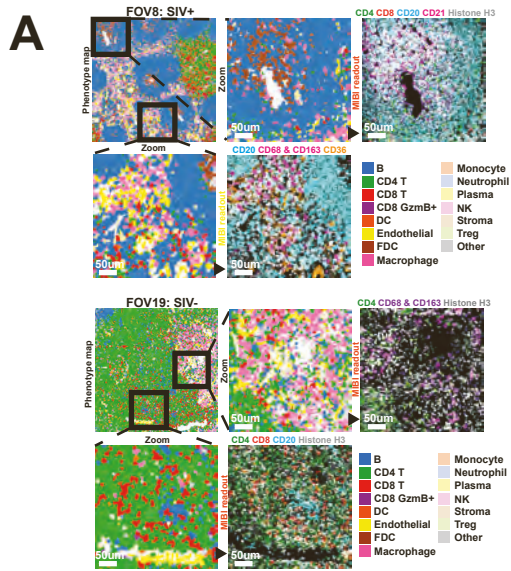 A
FOV8: SIV+
CD4 CD8 CD20 CD21 Histone H3
Phenotype map
Zoom
MIBI readout
50um
50um
Zoom
CD20 CD68 & CD163 CD36
MIBI readout
50um
50um
B
CD4 T
CD8 T
CD8 GzmB+
DC
Endothelial
FDC
Macrophage
Monocyte
Neutrophil
Plasma
NK
Stroma
Treg
Other
FOV19: SIV-
CD4 CD68 & CD163 Histone H3
Phenotype map
Zoom
MIBI readout
50um
50um
Zoom
CD4 CD8 CD20 Histone H3
MIBI readout
50um
50um
B
CD4 T
CD8 T
CD8 GzmB+
DC
Endothelial
FDC
Macrophage
Monocyte
Neutrophil
Plasma
NK
Stroma
Treg
Other